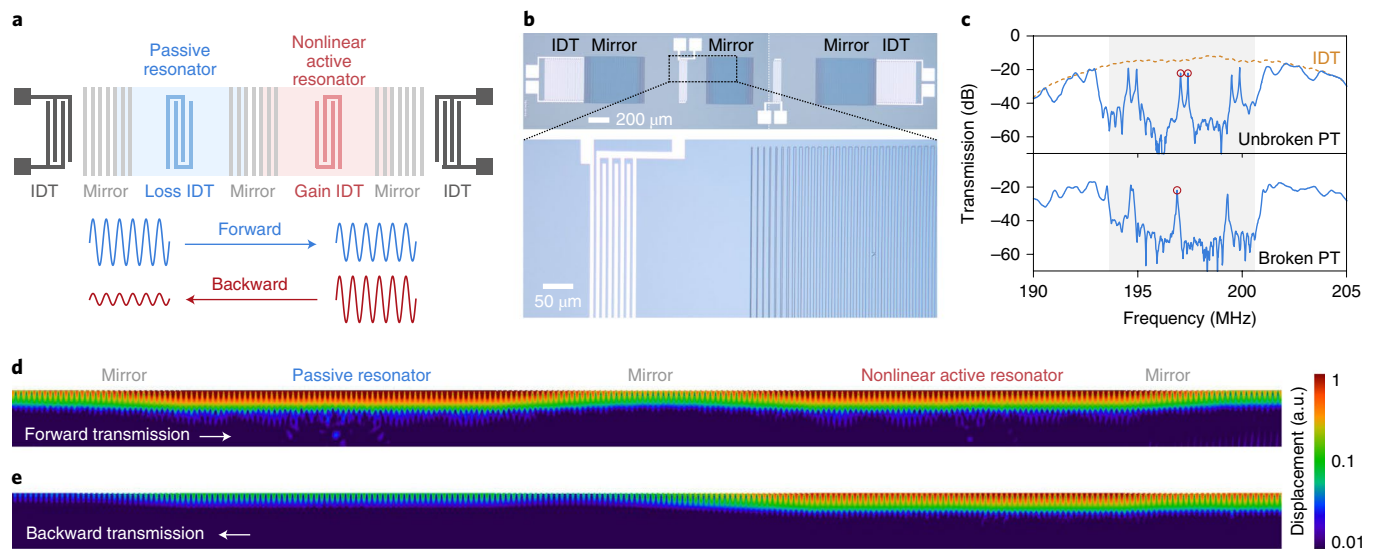 a
Passive
resonator
Nonlinear
active
resonator
IDT
Mirror
Loss IDT
Mirror
Gain IDT
Mirror
IDT
Forward
Backward
b
IDT
Mirror
Mirror
Mirror
IDT
200 μm
50 μm
c
0
−20
−40
−60
IDT
Unbroken PT
−20
−40
−60
Broken PT
Transmission (dB)
190
195
200
205
Frequency (MHz)
d
Mirror
Passive resonator
Mirror
Nonlinear active resonator
Mirror
Forward transmission
e
Backward transmission
1
0.1
0.01
Displacement (a.u.)